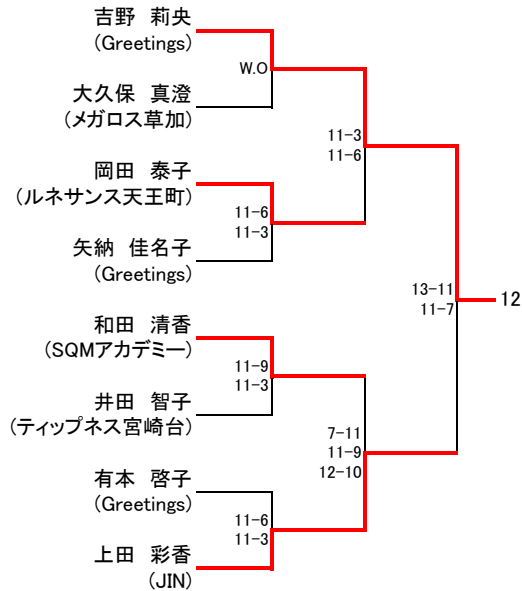 吉野　莉央
(Greetings)
W.O
大久保　真澄
(メガロス草加)
11-3
11-6
岡田　泰子
(ルネサンス天王町)
11-6
11-3
矢納　佳名子
(Greetings)
13-11
11-7
12
和田　清香
(SQMアカデミー)
11-9
11-3
井田　智子
(ティップネス宮崎台)
7-11
11-9
12-10
有本　啓子
(Greetings)
11-6
11-3
上田　彩香
(JIN)